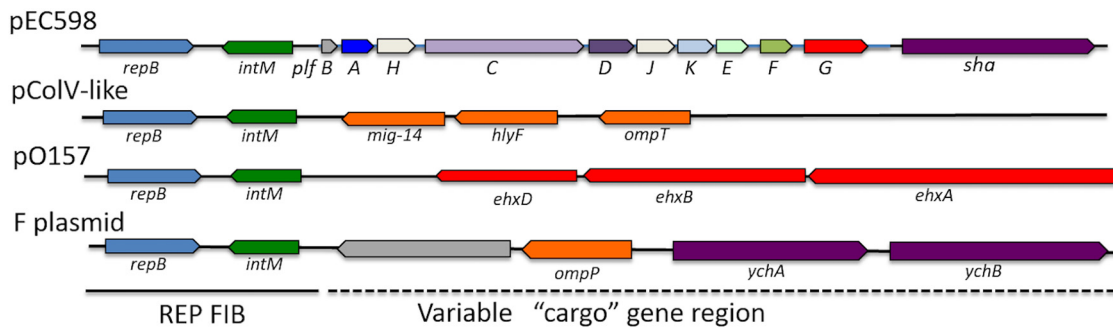 pEC598
repB intM plf B A H C D J K E F G sha
pColV-like
repB intM mig-14 hlyF ompT
pO157
repB intM ehxD ehxB ehxA
F plasmid
repB intM ompP ychA ychB
REP FIB Variable “cargo” gene region